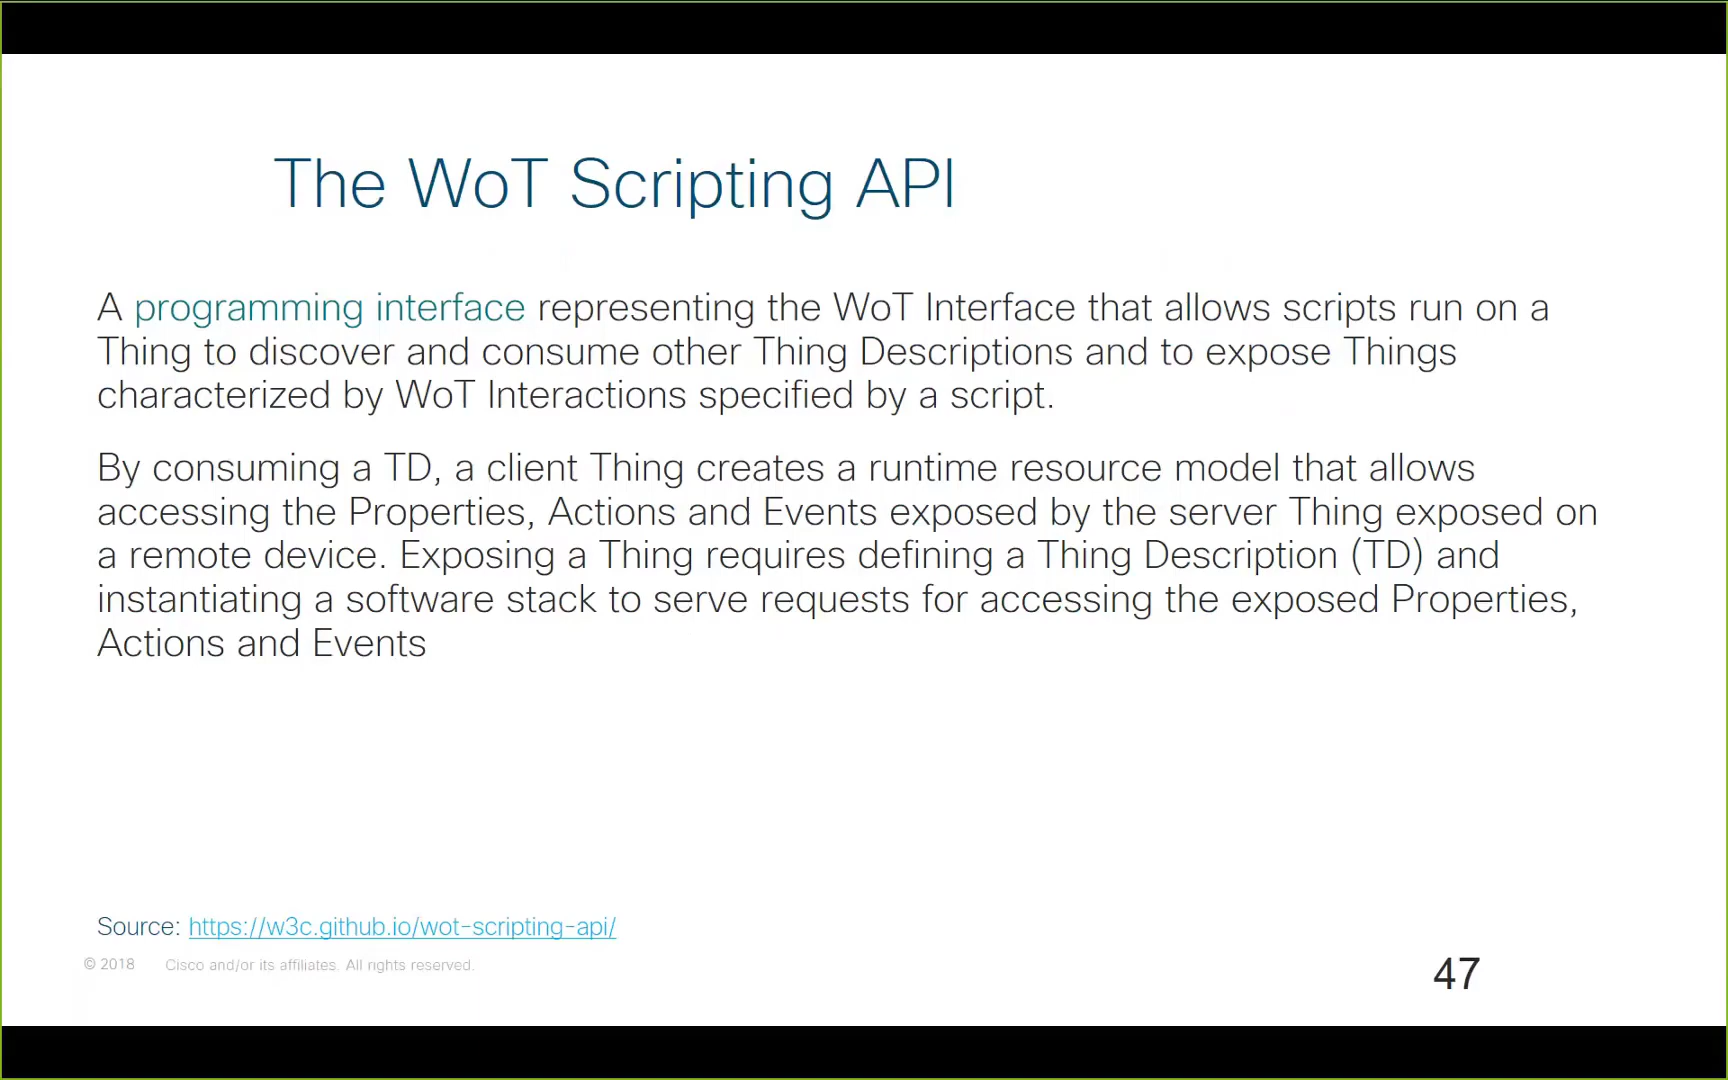 The WoT Scripting API
A programming interface representing the WoT Interface that allows scripts run on a
Thing to discover and consume other Thing Descriptions and to expose Things
characterized by WoT Interactions specified by a script.
By consuming a TD, a client Thing creates a runtime resource model that allows
accessing the Properties, Actions and Events exposed by the server Thing exposed on
a remote device. Exposing a Thing requires defining a Thing Description (TD) and
instantiating a software stack to serve requests for accessing the exposed Properties,
Actions and Events
Source: https://w3c.github.io/wot-scripting-api/
© 2018 Cisco and/or its affiliates. All rights reserved.
47